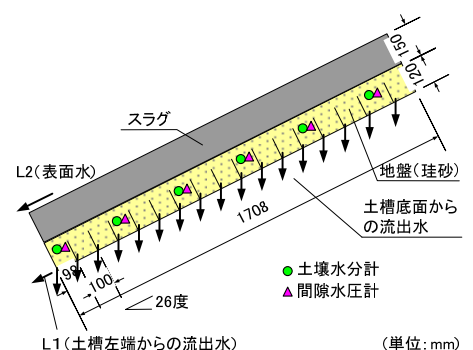 150
120
スラグ
L2(表面水)
地盤(珪砂)
土槽底面から
の流出水
1708
98
100
26度
土壌水分計
間隙水圧計
L1(土槽左端からの流出水)
(単位:mm)